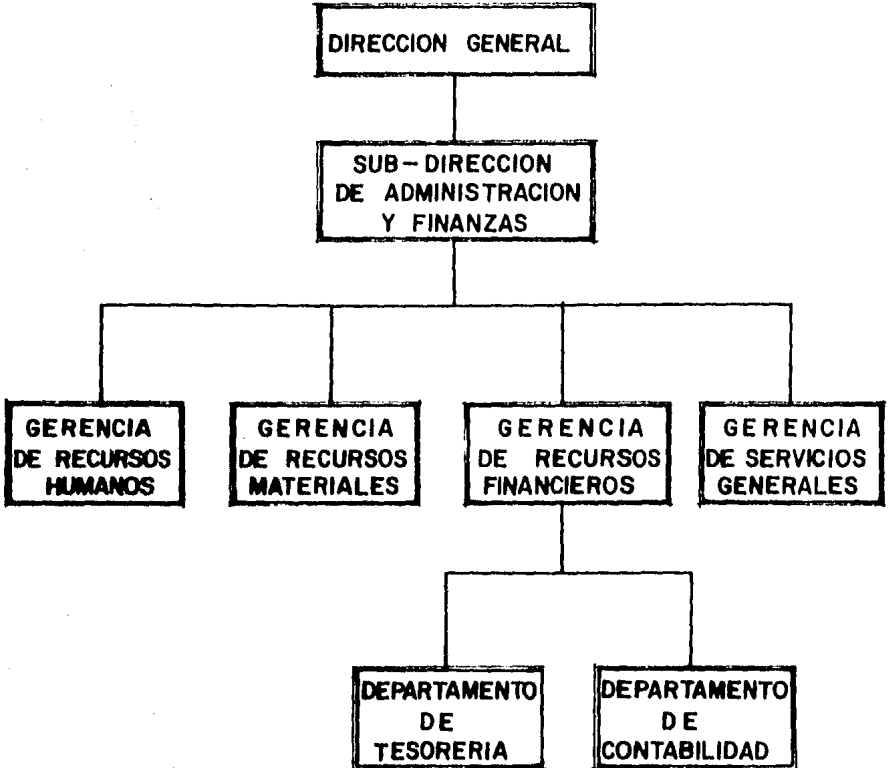 DIRECCION GENERAL
SUB-DIRECCION
DE ADMINISTRACION
Y FINANZAS
GERENCIA
DE RECURSOS
HUMANOS
GERENCIA
DE RECURSOS
MATERIALES
GERENCIA
DE RECURSOS
FINANCIEROS
GERENCIA
DE SERVICIOS
GENERALES
DEPARTAMENTO
DE
TESORERIA
DEPARTAMENTO
DE
CONTABILIDAD